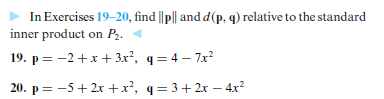 ▶ In Exercises 19–20, find ||p|| and d(p, q) relative to the standard
inner product on P₂. ◀
19. p = −2 + x + 3x², q = 4 − 7x²
20. p = −5 + 2x + x², q = 3 + 2x − 4x²